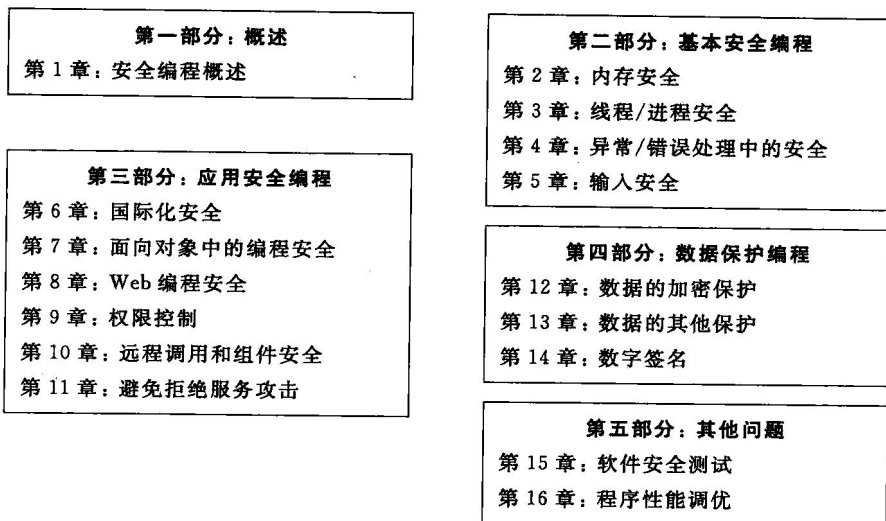 第一部分：概述
第 1 章：安全编程概述
第二部分：基本安全编程
第 2 章：内存安全
第 3 章：线程/进程安全
第 4 章：异常/错误处理中的安全
第 5 章：输入安全
第三部分：应用安全编程
第 6 章：国际化安全
第 7 章：面向对象中的编程安全
第 8 章：Web 编程安全
第 9 章：权限控制
第 10 章：远程调用和组件安全
第 11 章：避免拒绝服务攻击
第四部分：数据保护编程
第 12 章：数据的加密保护
第 13 章：数据的其他保护
第 14 章：数字签名
第五部分：其他问题
第 15 章：软件安全测试
第 16 章：程序性能调优